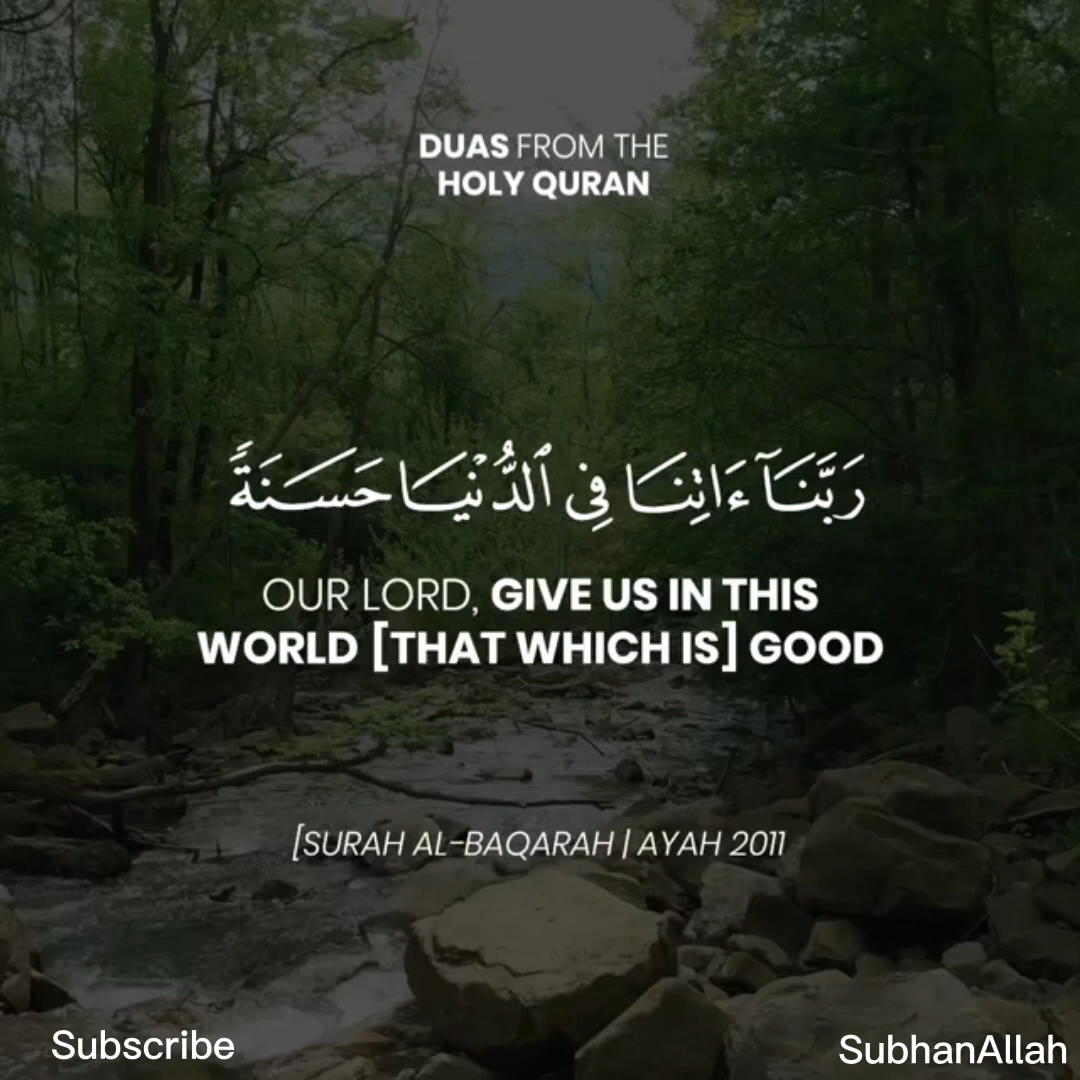 DUAS FROM THE
HOLY QURAN
رَبَّنَآ ءَاتِنَا فِي ٱلدُّنْيَا حَسَنَةً
OUR LORD, GIVE US IN THIS
WORLD [THAT WHICH IS] GOOD
[SURAH AL-BAQARAH | AYAH 201]
Subscribe
SubhanAllah